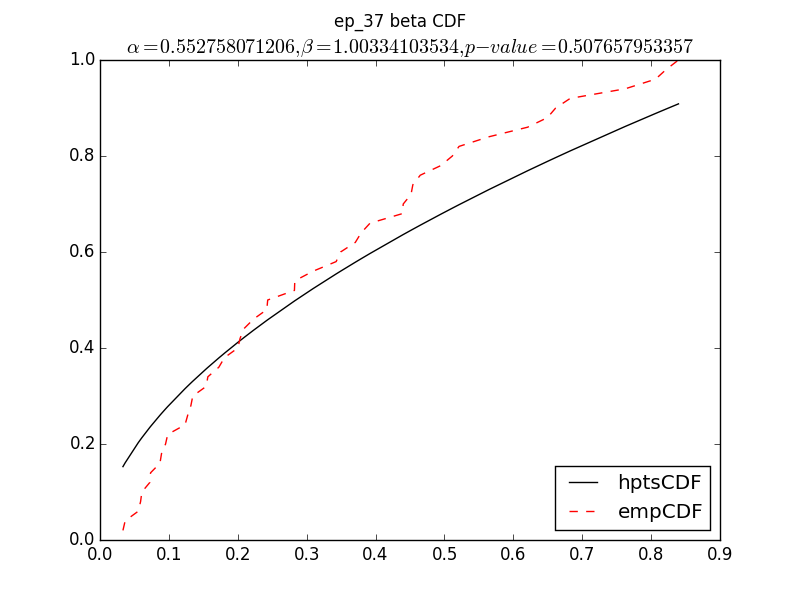 ep_37 beta CDF
α=0.552758071206,β=1.00334103534,p−value=0.507657953357
1.0
0.8
0.6
0.4
0.2
0.0
hptsCDF
empCDF
0.0 0.1 0.2 0.3 0.4 0.5 0.6 0.7 0.8 0.9